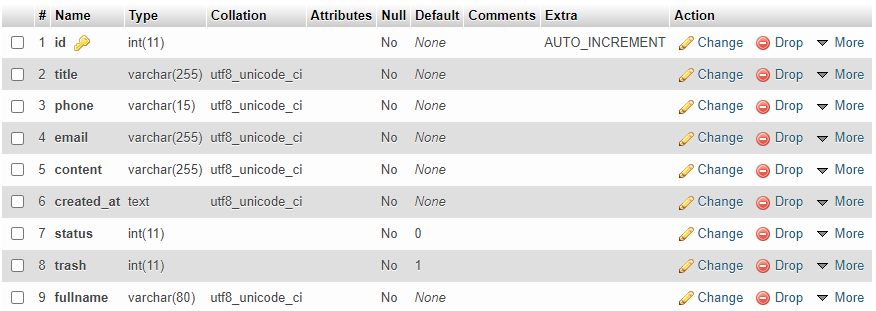 # Name Type Collation Attributes Null Default Comments Extra Action
1 id int(11) No None AUTO_INCREMENT Change Drop More
2 title varchar(255) utf8_unicode_ci No None Change Drop More
3 phone varchar(15) utf8_unicode_ci No None Change Drop More
4 email varchar(255) utf8_unicode_ci No None Change Drop More
5 content varchar(255) utf8_unicode_ci No None Change Drop More
6 created_at text utf8_unicode_ci No None Change Drop More
7 status int(11) No 0 Change Drop More
8 trash int(11) No 1 Change Drop More
9 fullname varchar(80) utf8_unicode_ci No None Change Drop More